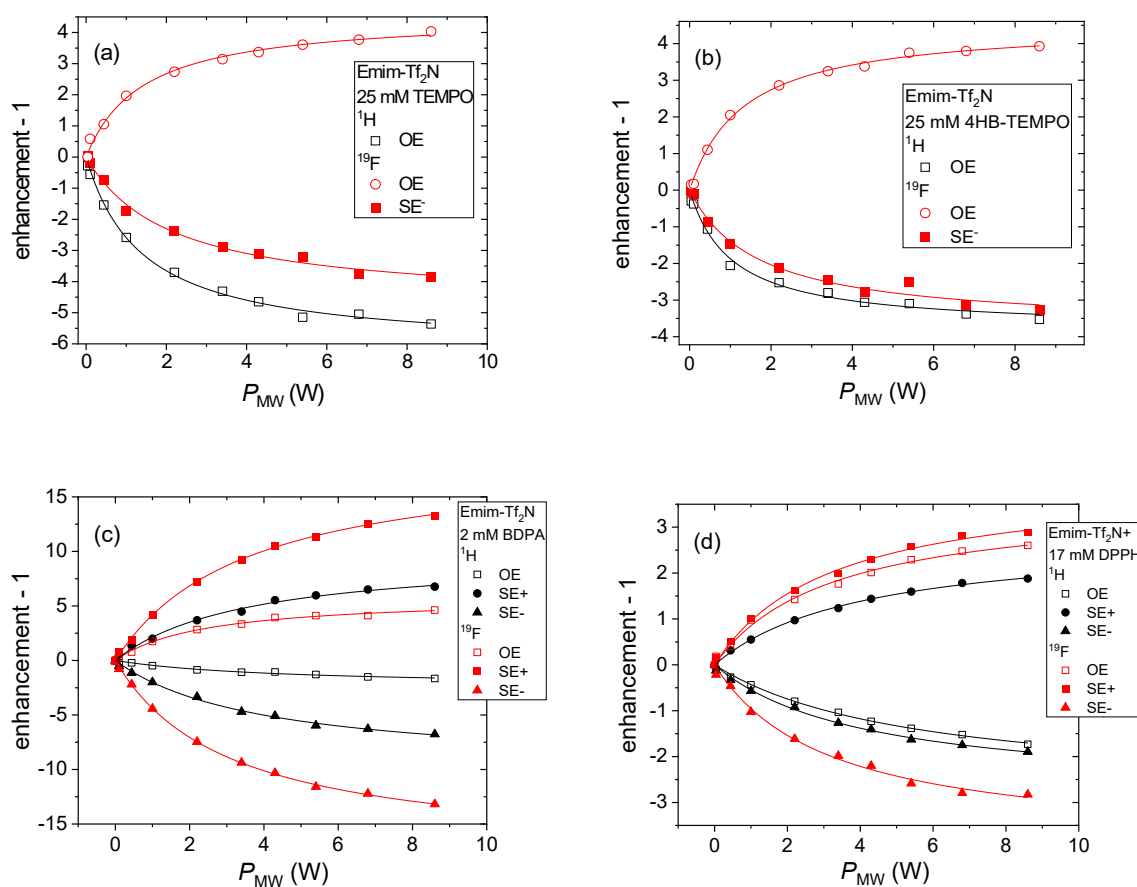 (a)
Emim-Tf₂N
25 mM TEMPO
¹H
OE
¹⁹F
OE
SE⁻
enhancement - 1
4
3
2
1
0
-1
-2
-3
-4
-5
-6
0 2 4 6 8 10
P_MW (W)
(b)
Emim-Tf₂N
25 mM 4HB-TEMPO
¹H
OE
¹⁹F
OE
SE⁻
enhancement - 1
4
3
2
1
0
-1
-2
-3
-4
0 2 4 6 8
P_MW (W)
(c)
Emim-Tf₂N
2 mM BDPA
¹H
OE
SE+
SE-
¹⁹F
OE
SE+
SE-
enhancement - 1
15
10
5
0
-5
-10
-15
0 2 4 6 8 10
P_MW (W)
(d)
Emim-Tf₂N+
17 mM DPPH
¹H
OE
SE+
SE-
¹⁹F
OE
SE+
SE-
enhancement - 1
3
2
1
0
-1
-2
-3
0 2 4 6 8 10
P_MW (W)